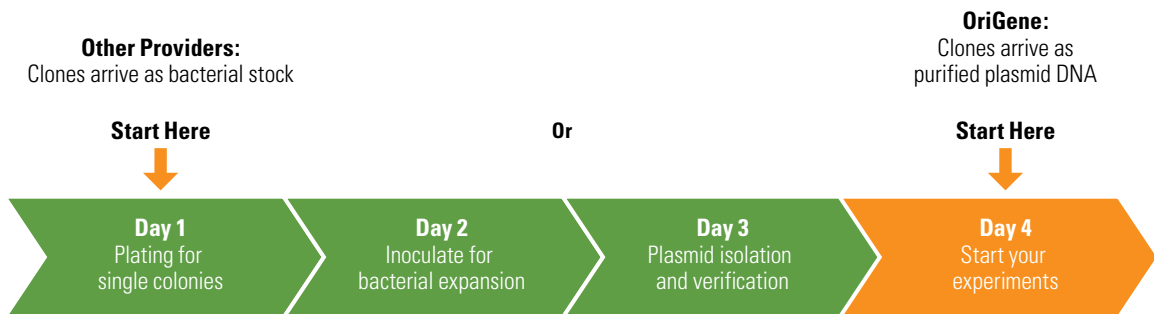 Other Providers:
Clones arrive as bacterial stock
Start Here
Or
OriGene:
Clones arrive as
purified plasmid DNA
Start Here
Day 1
Plating for
single colonies
Day 2
Inoculate for
bacterial expansion
Day 3
Plasmid isolation
and verification
Day 4
Start your
experiments